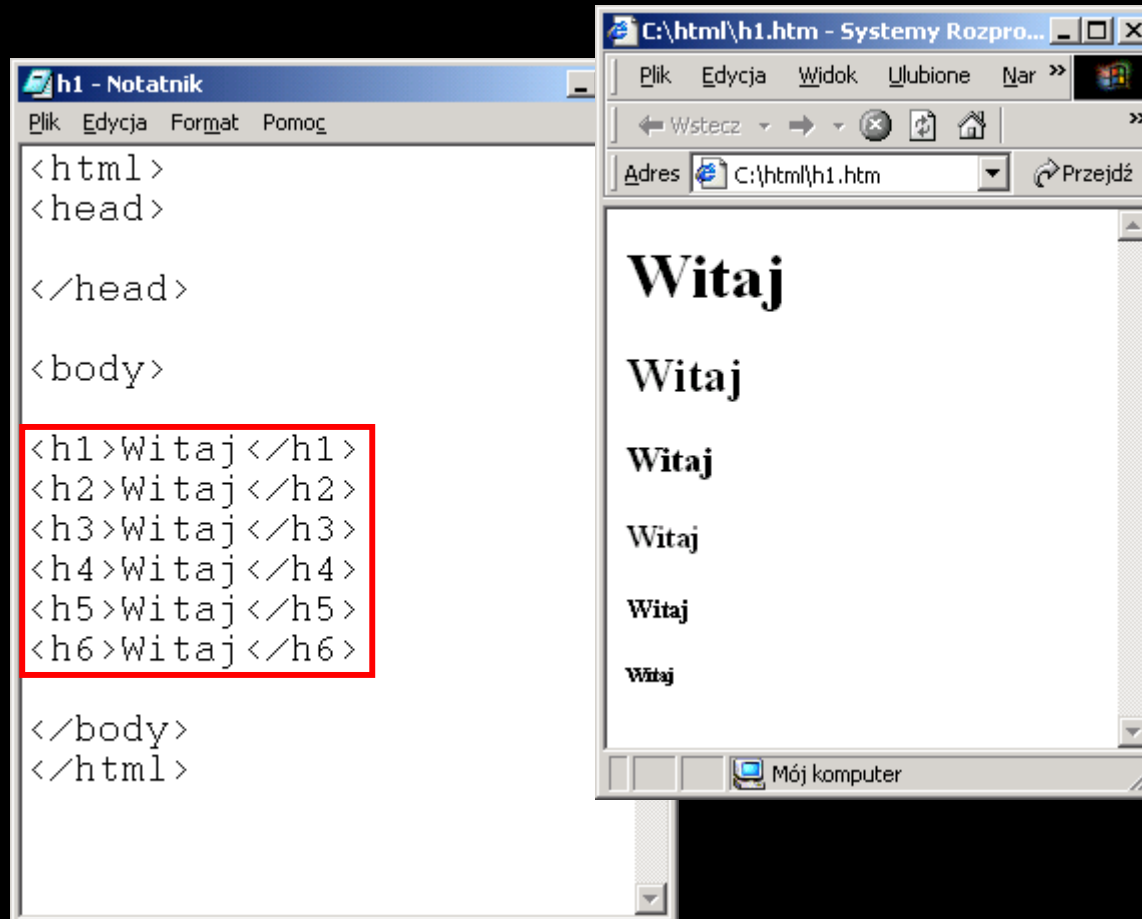 h1 - Notatnik
Plik Edycja Format Pomoc
<html>
<head>
</head>
<body>
<h1>Witaj</h1>
<h2>Witaj</h2>
<h3>Witaj</h3>
<h4>Witaj</h4>
<h5>Witaj</h5>
<h6>Witaj</h6>
</body>
</html>
C:\html\h1.htm - Systemy Rozpro...
Plik Edycja Widok Ulubione Nar »
Wstecz »
Adres C:\html\h1.htm Przejdź
Witaj
Witaj
Witaj
Witaj
Witaj
Witaj
Mój komputer